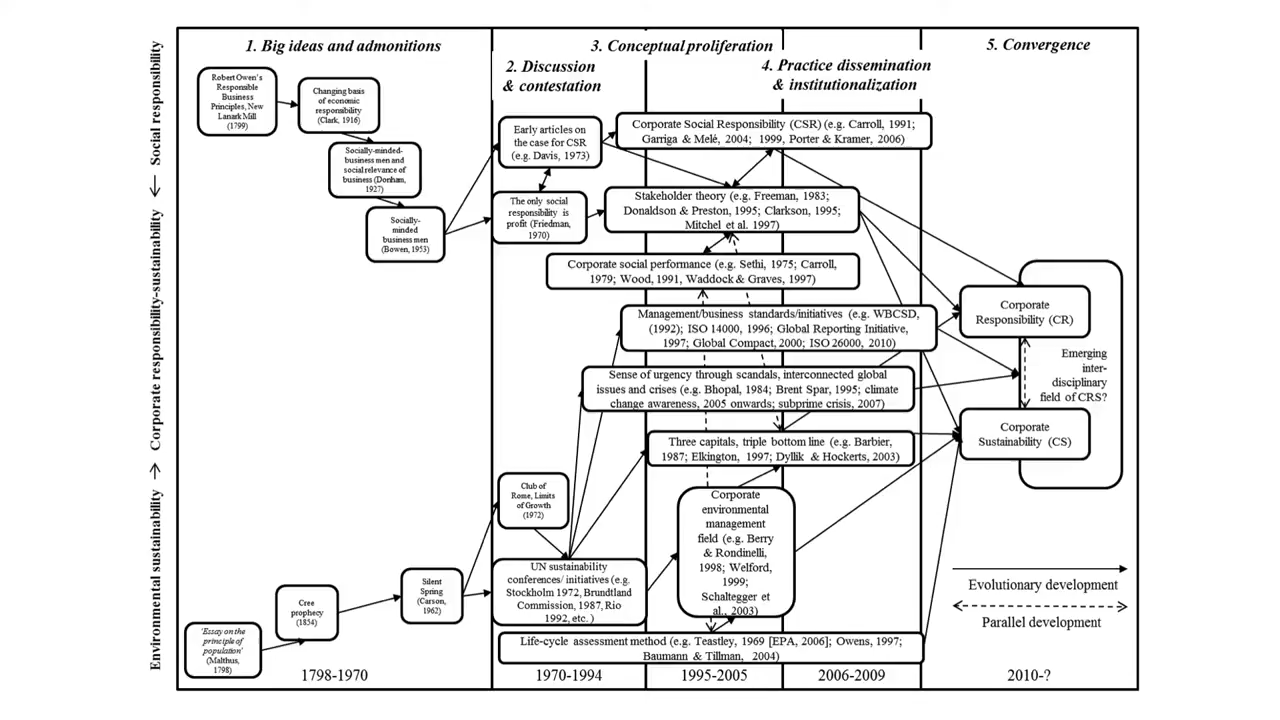 1. Big ideas and admonitions
3. Conceptual proliferation
5. Convergence
2. Discussion
& contestation
4. Practice dissemination
& institutionalization
Environmental sustainability → Corporate responsibility-sustainability ← Social responsibility
Robert Owen's
Responsible
Business
Principles, New
Lanark Mill
(1799)
Changing basis
of economic
responsibility
(Clark, 1916)
Socially-minded-
business men and
social relevance of
business (Donham,
1927)
Socially-
minded
business men
(Bowen, 1953)
Early articles on
the case for CSR
(e.g. Davis, 1973)
The only social
responsibility is
profit (Friedman,
1970)
Corporate Social Responsibility (CSR) (e.g. Carroll, 1991;
Garriga & Melé, 2004; 1999, Porter & Kramer, 2006)
Stakeholder theory (e.g. Freeman, 1983;
Donaldson & Preston, 1995; Clarkson, 1995;
Mitchel et al. 1997)
Corporate social performance (e.g. Sethi, 1975; Carroll,
1979; Wood, 1991, Waddock & Graves, 1997)
Management/business standards/initiatives (e.g. WBCSD,
(1992); ISO 14000, 1996; Global Reporting Initiative,
1997; Global Compact, 2000; ISO 26000, 2010)
Sense of urgency through scandals, interconnected global
issues and crises (e.g. Bhopal, 1984; Brent Spar, 1995; climate
change awareness, 2005 onwards; subprime crisis, 2007)
Three capitals, triple bottom line (e.g. Barbier,
1987; Elkington, 1997; Dyllik & Hockerts, 2003)
Corporate
Responsibility (CR)
Emerging
inter-
disciplinary
field of CRS?
Corporate
Sustainability (CS)
Club of
Rome, Limits
of Growth
(1972)
Corporate
environmental
management
field (e.g. Berry
& Rondinelli,
1998; Welford,
1999;
Schaltegger et
al., 2003)
UN sustainability
conferences/ initiatives (e.g.
Stockholm 1972, Brundtland
Commission, 1987, Rio
1992, etc.)
Silent
Spring
(Carson,
1962)
Cree
prophecy
(1854)
'Essay on the
principle of
population'
(Malthus,
1798)
Life-cycle assessment method (e.g. Teastley, 1969 [EPA, 2006]; Owens, 1997;
Baumann & Tillman, 2004)
Evolutionary development
Parallel development
1798-1970
1970-1994
1995-2005
2006-2009
2010-?